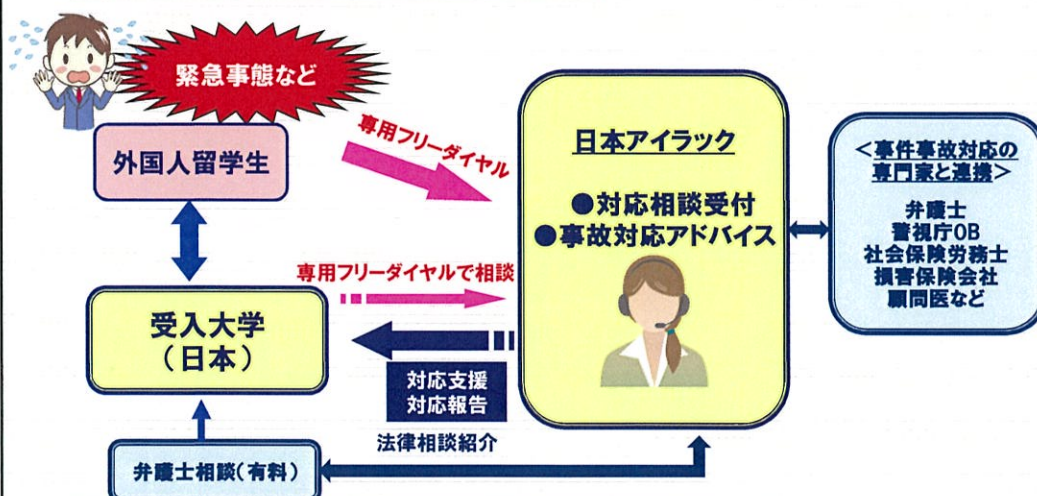 緊急事態など
外国人留学生
専用フリーダイヤル
日本アイラック
●対応相談受付
●事故対応アドバイス
＜事件事故対応の
専門家と連携＞
弁護士
警視庁OB
社会保険労務士
損害保険会社
顧問医など
専用フリーダイヤルで相談
受入大学
（日本）
対応支援
対応報告
法律相談紹介
弁護士相談（有料）